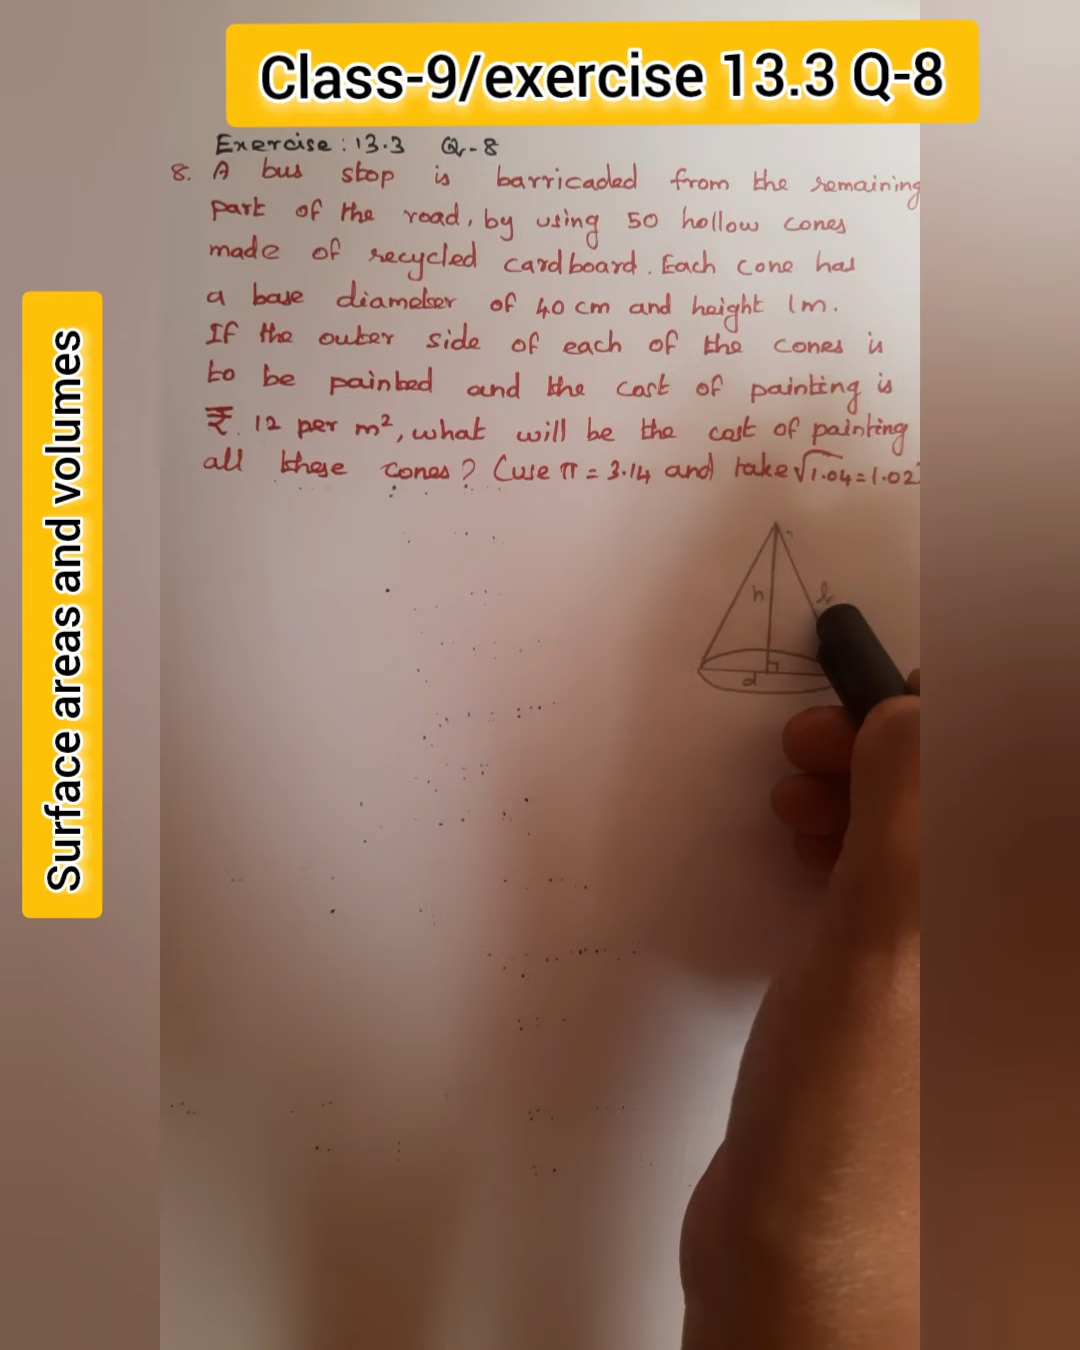 Class-9/exercise 13.3 Q-8
Exercise : 13.3 Q-8
8. A bus stop is barricaded from the remaining
part of the road, by using 50 hollow cones
made of recycled cardboard. Each cone has
a base diameter of 40 cm and height 1m.
If the outer side of each of the cones is
to be painted and the cost of painting is
₹. 12 per m², what will be the cost of painting
all these cones? (use π = 3.14 and take √1.04 = 1.02
h
l
d
Surface areas and volumes